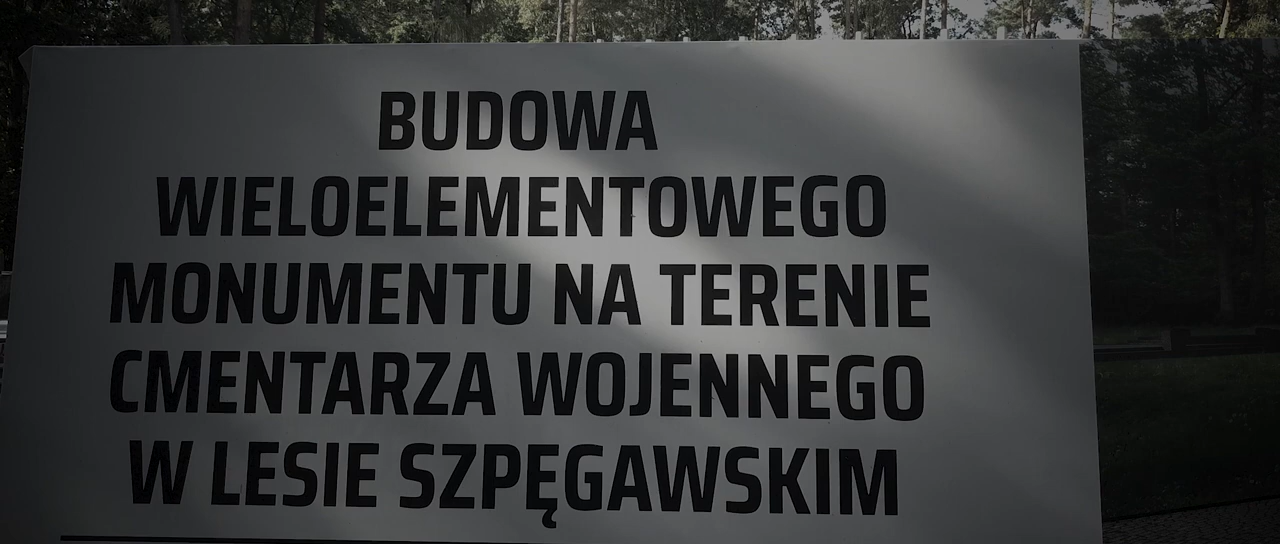 BUDOWA
WIELOELEMENTOWEGO
MONUMENTU NA TERENIE
CMENTARZA WOJENNEGO
W LESIE SZPĘGAWSKIM